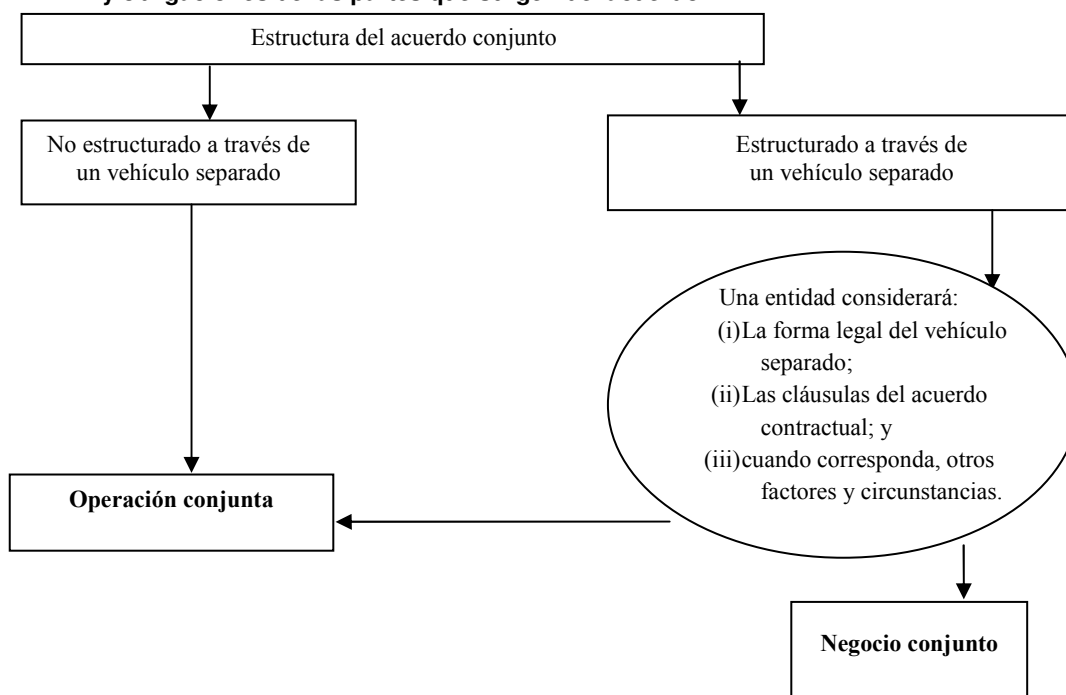 Estructura del acuerdo conjunto
No estructurado a través de
un vehículo separado
Estructurado a través de
un vehículo separado
Una entidad considerará:
(i)La forma legal del vehículo
separado;
(ii)Las cláusulas del acuerdo
contractual; y
(iii)cuando corresponda, otros
factores y circunstancias.
Operación conjunta
Negocio conjunto